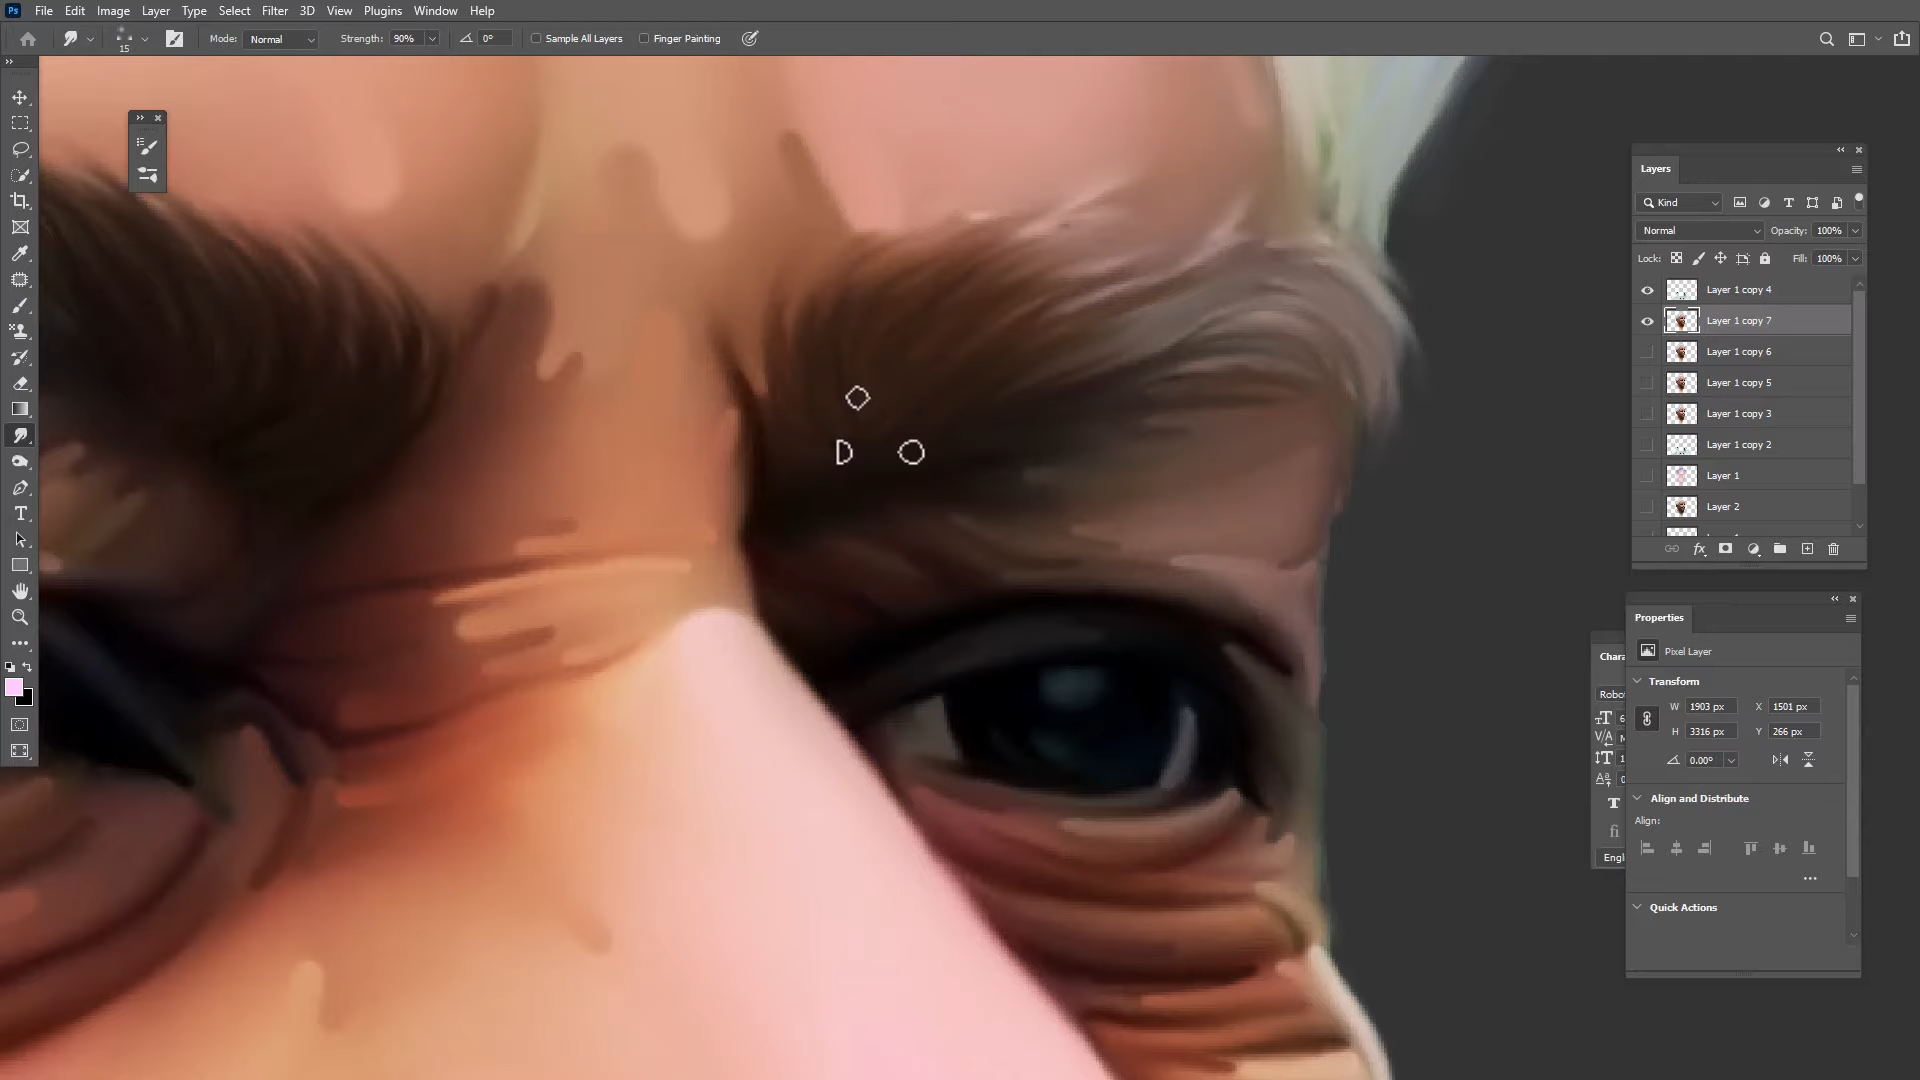 Ps File Edit Image Layer Type Select Filter 3D View Plugins Window Help
15 Mode: Normal Strength: 90% 0° Sample All Layers Finger Painting
Layers
Kind
Normal Opacity: 100%
Lock: Fill: 100%
Layer 1 copy 4
Layer 1 copy 7
Layer 1 copy 6
Layer 1 copy 5
Layer 1 copy 3
Layer 1 copy 2
Layer 1
Layer 2
fx
Properties
Chara
Pixel Layer
Transform
Robo
W 1903 px X 1501 px
H 3316 px Y 266 px
0.00°
Align and Distribute
Align:
fi
Engl
Quick Actions